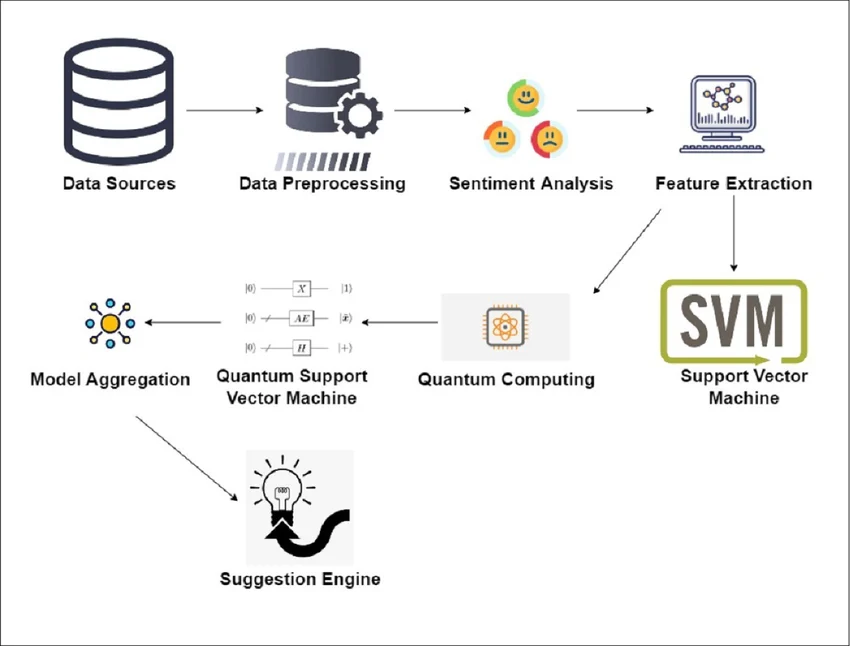 Data Sources
Data Preprocessing
Sentiment Analysis
Feature Extraction
|0⟩ X |1⟩
|0⟩ AE |x̃⟩
|0⟩ H |+⟩
SVM
Model Aggregation
Quantum Support
Vector Machine
Quantum Computing
Support Vector
Machine
Suggestion Engine